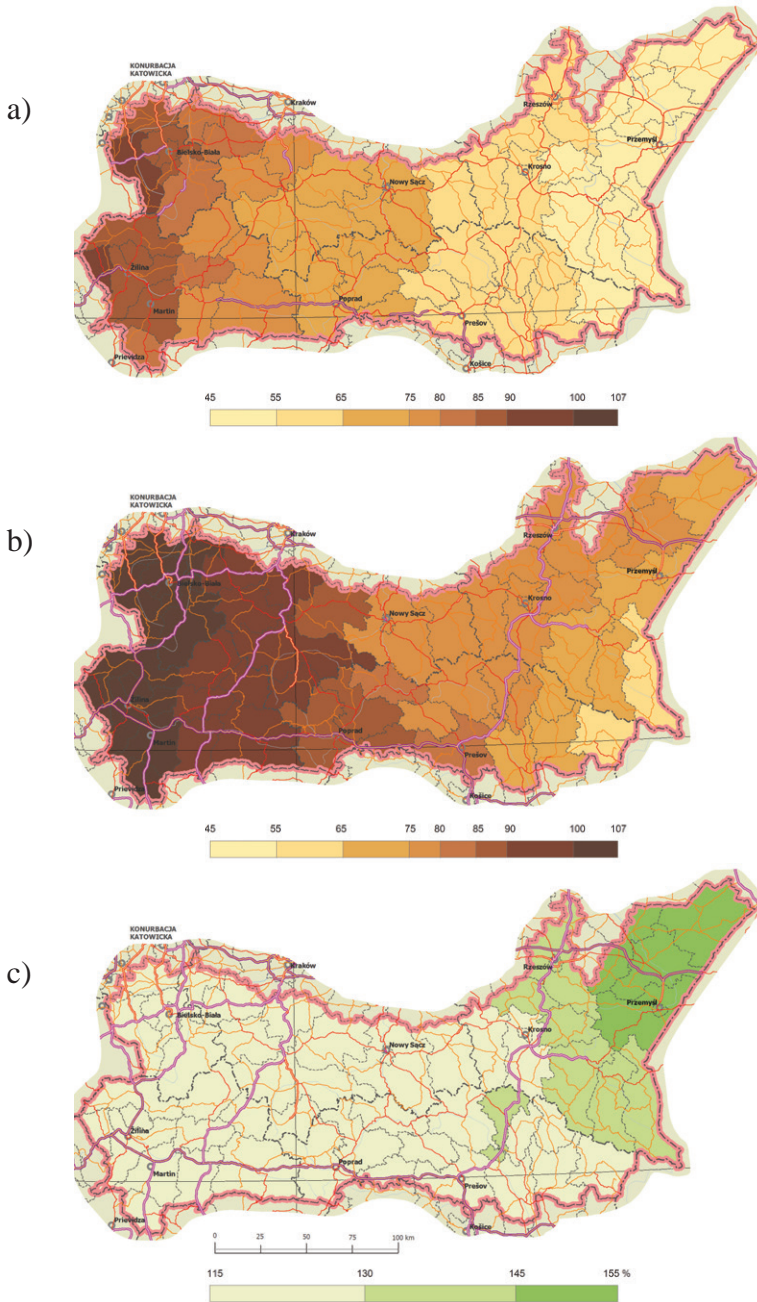 a)
KONURBACJA
KATOWICKA
Kraków
Rzeszów
Bielsko-Biała
Przemyśl
Krosno
Nowy Sącz
Žilina
Martin
Poprad
Prešov
Prievidza
Košice
45 55 65 75 80 85 90 100 107
b)
KONURBACJA
KATOWICKA
Kraków
Rzeszów
Bielsko-Biała
Przemyśl
Krosno
Nowy Sącz
Žilina
Martin
Poprad
Prešov
Prievidza
Košice
45 55 65 75 80 85 90 100 107
c)
KONURBACJA
KATOWICKA
Kraków
Rzeszów
Przemyśl
Bielsko-Biała
Krosno
Nowy Sącz
Žilina
Martin
Poprad
Prešov
Prievidza
Košice
0 25 50 75 100 km
115 130 145 155 %